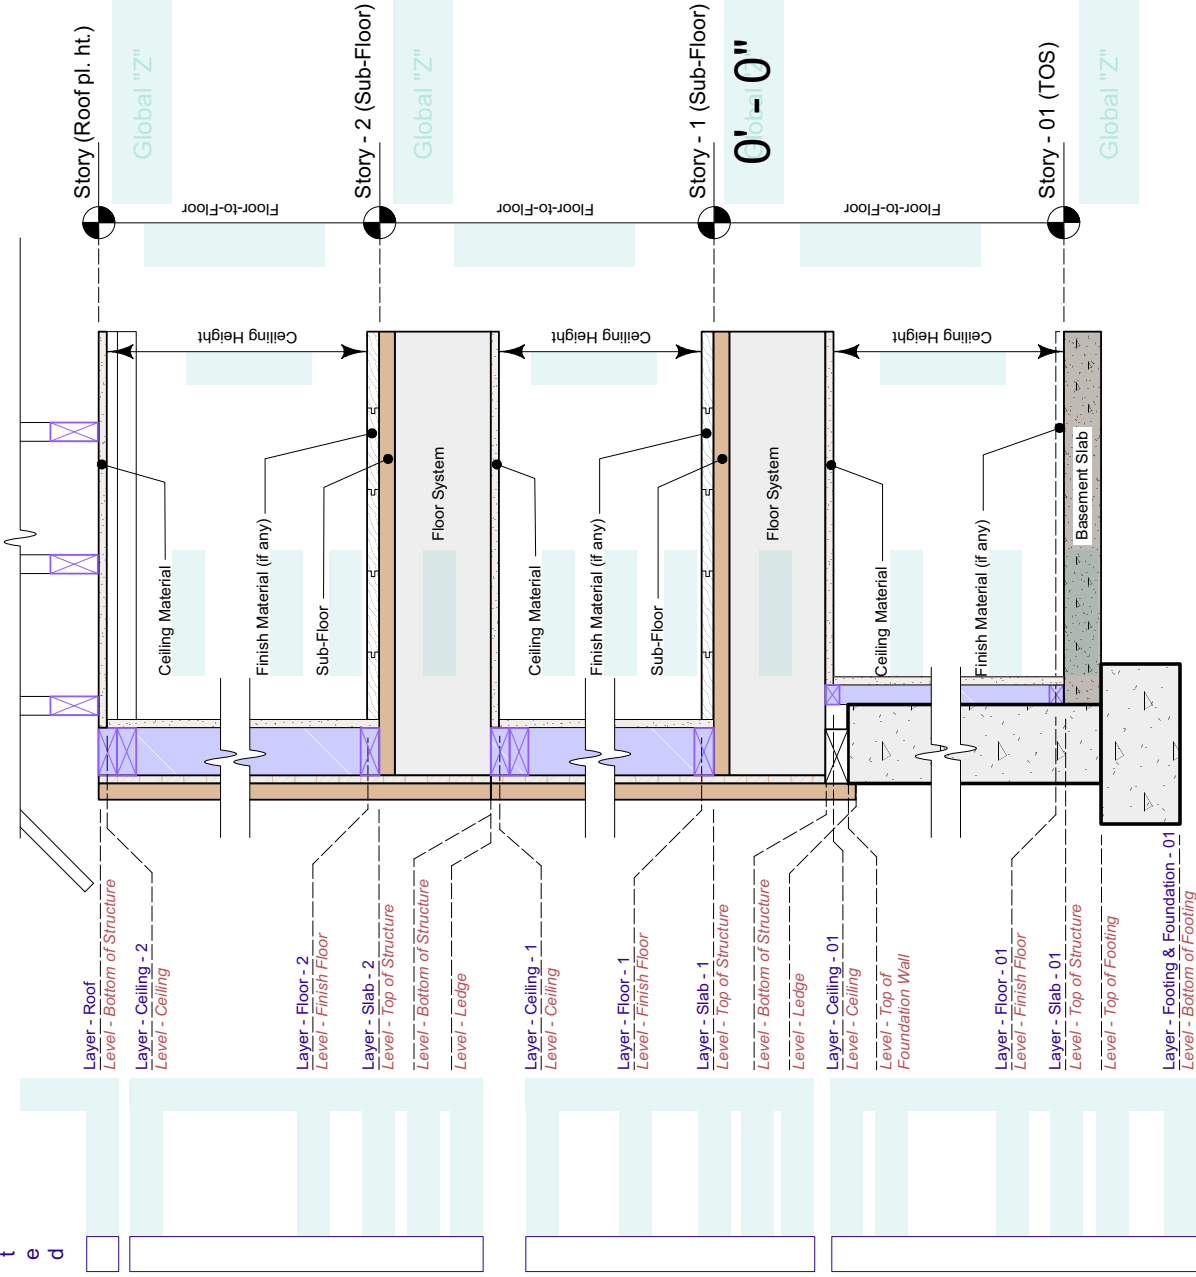 Story (Roof pl. ht.)
Global "Z"
Story - 2 (Sub-Floor)
Global "Z"
Story - 1 (Sub-Floor)
0' - 0"
Global "Z"
Story - 01 (TOS)
Global "Z"
Floor-to-Floor
Floor-to-Floor
Floor-to-Floor
Ceiling Height
Ceiling Height
Ceiling Height
Ceiling Material
Finish Material (if any)
Sub-Floor
Floor System
Ceiling Material
Finish Material (if any)
Sub-Floor
Floor System
Ceiling Material
Finish Material (if any)
Basement Slab
Layer - Roof
Level - Bottom of Structure
Layer - Ceiling - 2
Level - Ceiling
Layer - Floor - 2
Level - Finish Floor
Layer - Slab - 2
Level - Top of Structure
Level - Bottom of Structure
Level - Ledge
Layer - Ceiling - 1
Level - Ceiling
Layer - Floor - 1
Level - Finish Floor
Layer - Slab - 1
Level - Top of Structure
Level - Bottom of Structure
Level - Ledge
Layer - Ceiling - 01
Level - Ceiling
Level - Top of
Foundation Wall
Layer - Floor - 01
Level - Finish Floor
Layer - Slab - 01
Level - Top of Structure
Level - Top of Footing
Layer - Footing & Foundation - 01
Level - Bottom of Footing
t
e
d